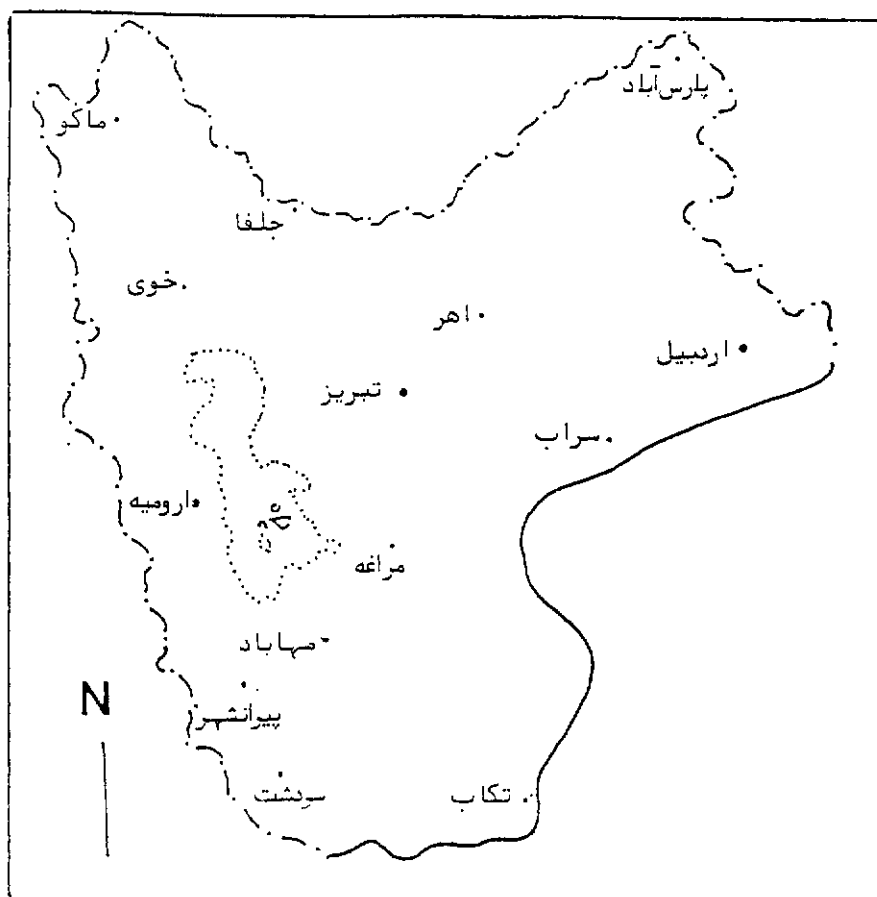 پارس‌آباد
ماکو
جلفا
خوی
اهر
اردبیل
تبریز
سراب
ارومیه
مراغه
مهاباد
N
پیرانشهر
سردشت
تکاب